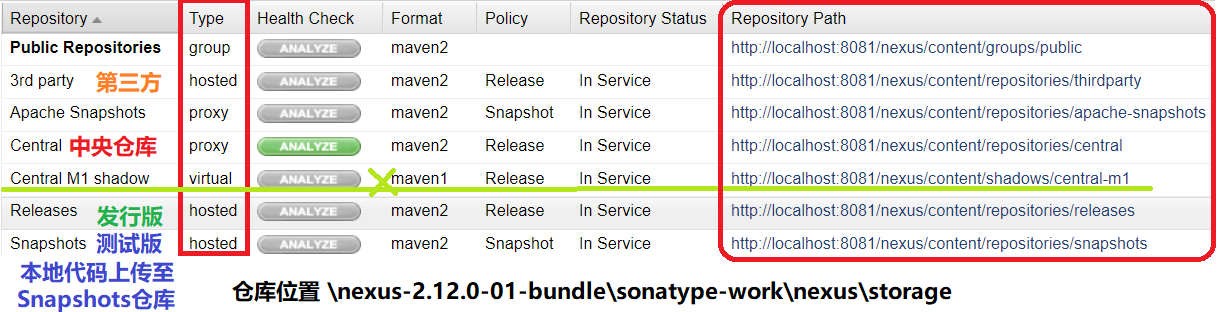 Repository Type Health Check Format Policy Repository Status Repository Path
Public Repositories group ANALYZE maven2 http://localhost:8081/nexus/content/groups/public
3rd party 第三方 hosted ANALYZE maven2 Release In Service http://localhost:8081/nexus/content/repositories/thirdparty
Apache Snapshots proxy ANALYZE maven2 Snapshot In Service http://localhost:8081/nexus/content/repositories/apache-snapshots
Central 中央仓库 proxy ANALYZE maven2 Release In Service http://localhost:8081/nexus/content/repositories/central
Central M1 shadow virtual ANALYZE maven1 Release In Service http://localhost:8081/nexus/content/shadows/central-m1
Releases 发行版 hosted ANALYZE maven2 Release In Service http://localhost:8081/nexus/content/repositories/releases
Snapshots 测试版 hosted ANALYZE maven2 Snapshot In Service http://localhost:8081/nexus/content/repositories/snapshots
本地代码上传至
Snapshots仓库
仓库位置 \nexus-2.12.0-01-bundle\sonatype-work\nexus\storage